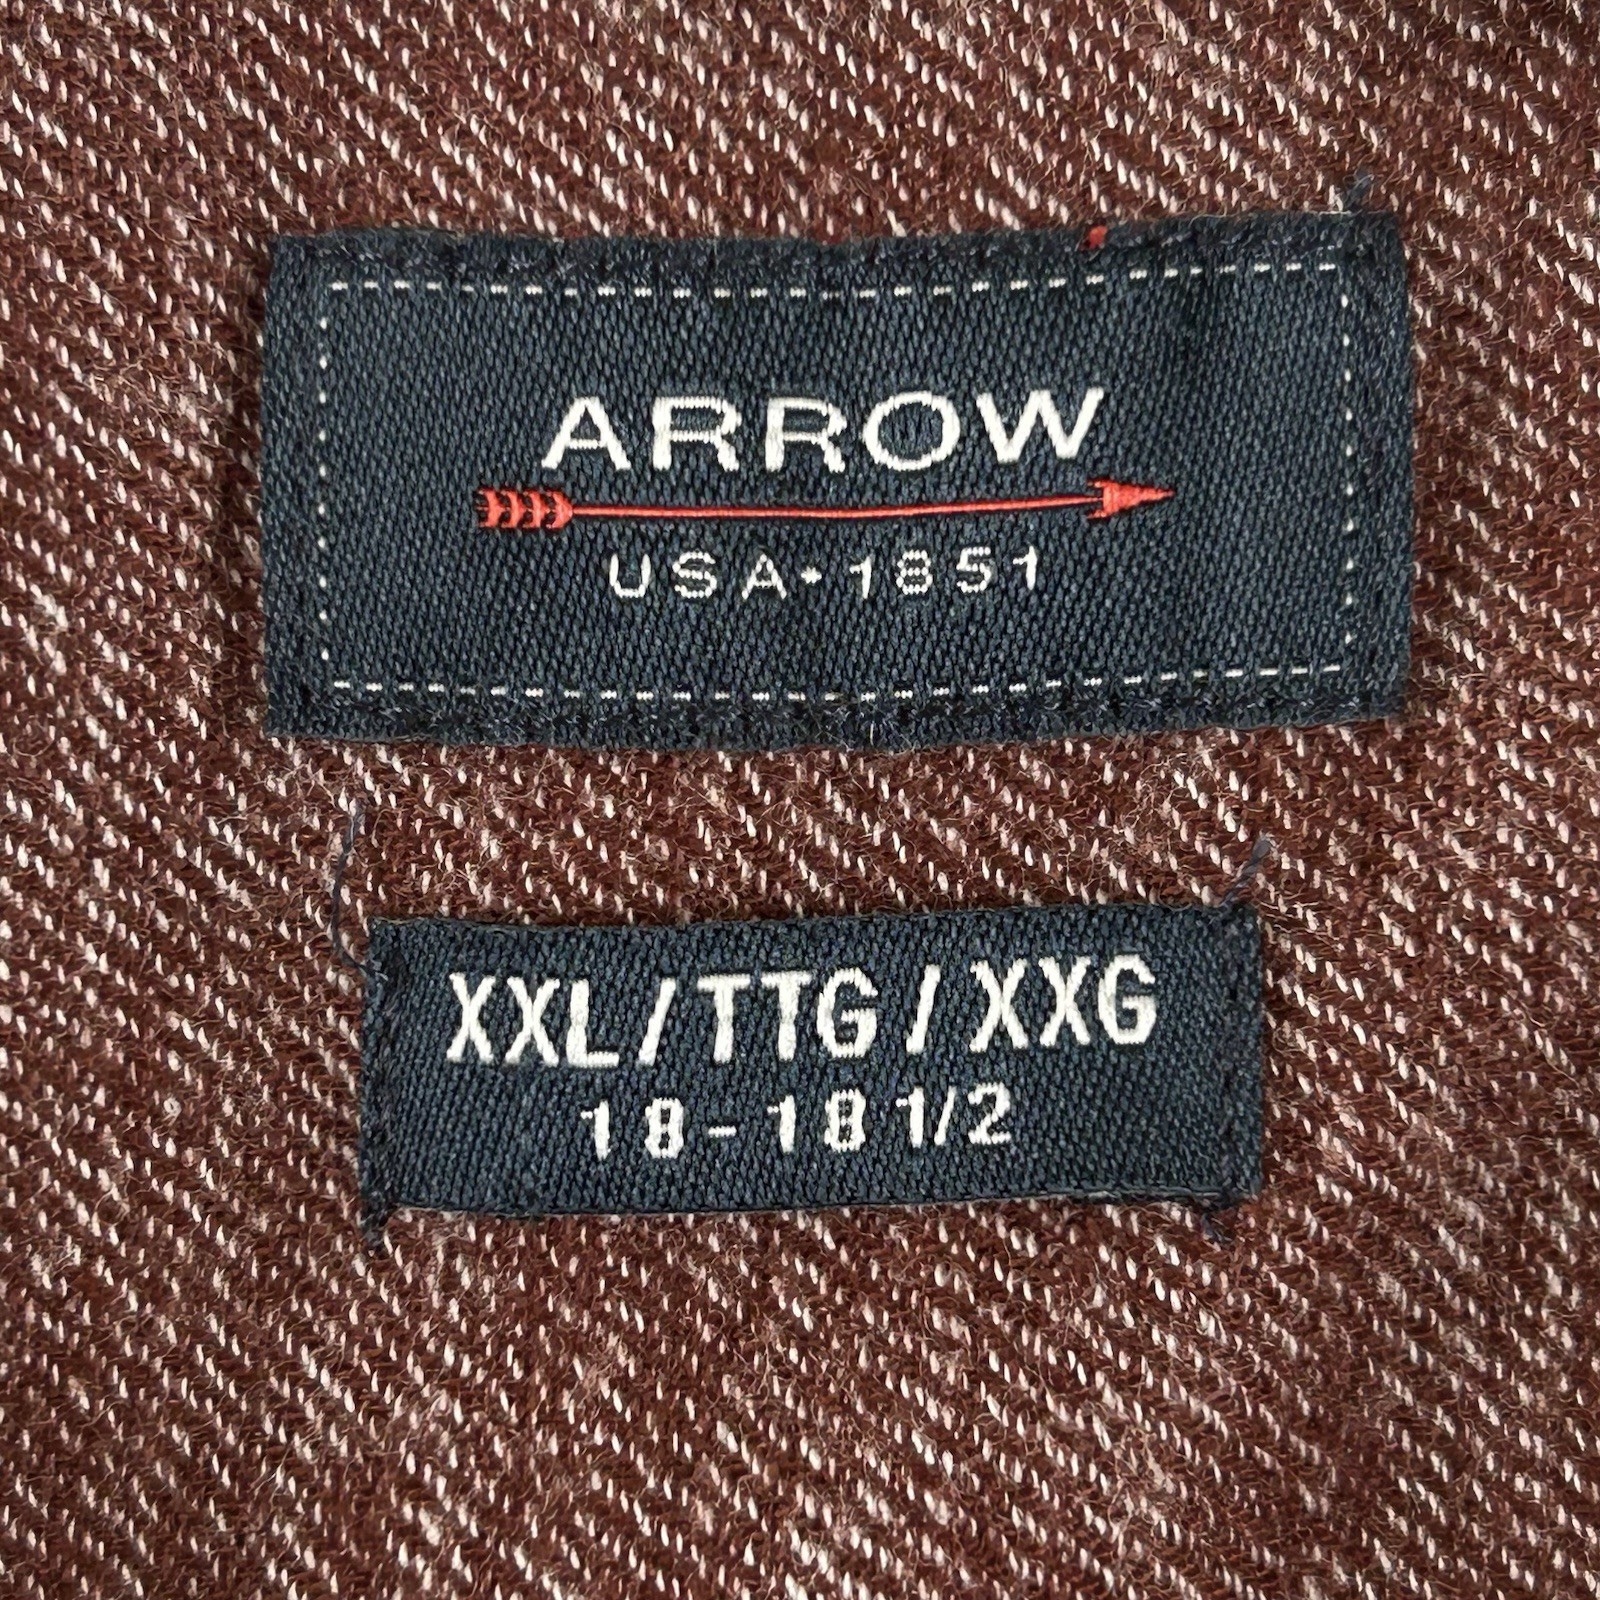 ARROW
USA•1851
XXL/TTG/XXG
18-18 1/2